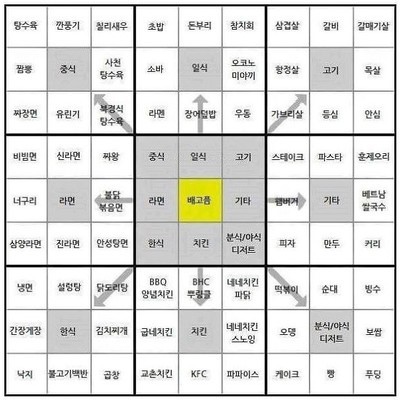 탕수육 깐풍기 칠리새우 초밥 돈부리 참치회 삼겹살 갈비 갈매기살
짬뽕 중식 사천 탕수육 소바 일식 오코노 미야끼 항정살 고기 목살
짜장면 유린기 북경식 탕수육 라멘 장어덮밥 우동 가브리살 등심 안심
비빔면 신라면 짜왕 중식 일식 고기 스테이크 파스타 훈제오리
너구리 라면 불닭 볶음면 라면 배고픔 기타 햄버거 기타 베트남 쌀국수
삼양라면 진라면 안성탕면 한식 치킨 분식/야식 디저트 피자 만두 커리
냉면 설렁탕 닭도리탕 BBQ 양념치킨 BHC 뿌링클 네네치킨 파닭 떡볶이 순대 빙수
간장게장 한식 김치찌개 굽네치킨 치킨 네네치킨 스노윙 오뎅 분식/야식 디저트 보쌈
낙지 불고기백반 곱창 교촌치킨 KFC 파파이스 케이크 빵 푸딩